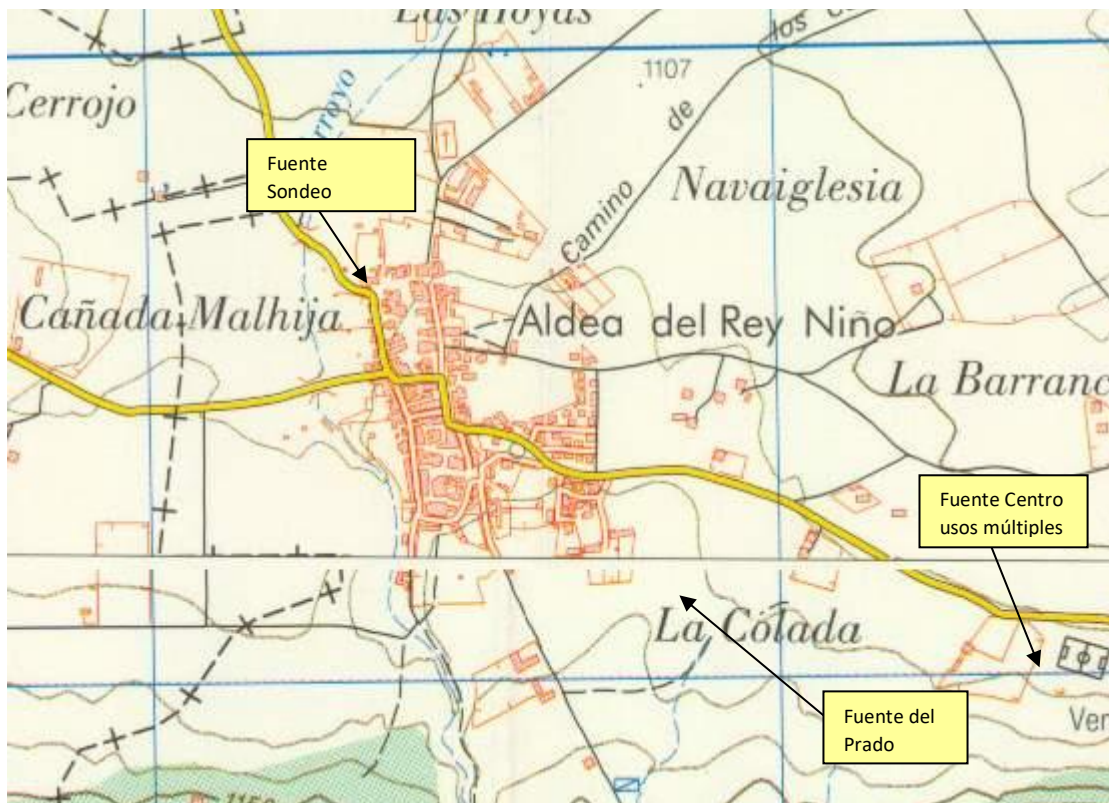 Las Hoyas
los
1107
Cerrojo
Arroyo
de
Fuente
Sondeo
Navaiglesia
Camino
Cañada Malhija
Aldea del Rey Niño
La Barranc
Fuente Centro
usos múltiples
La Cólada
Fuente del
Prado
Ver